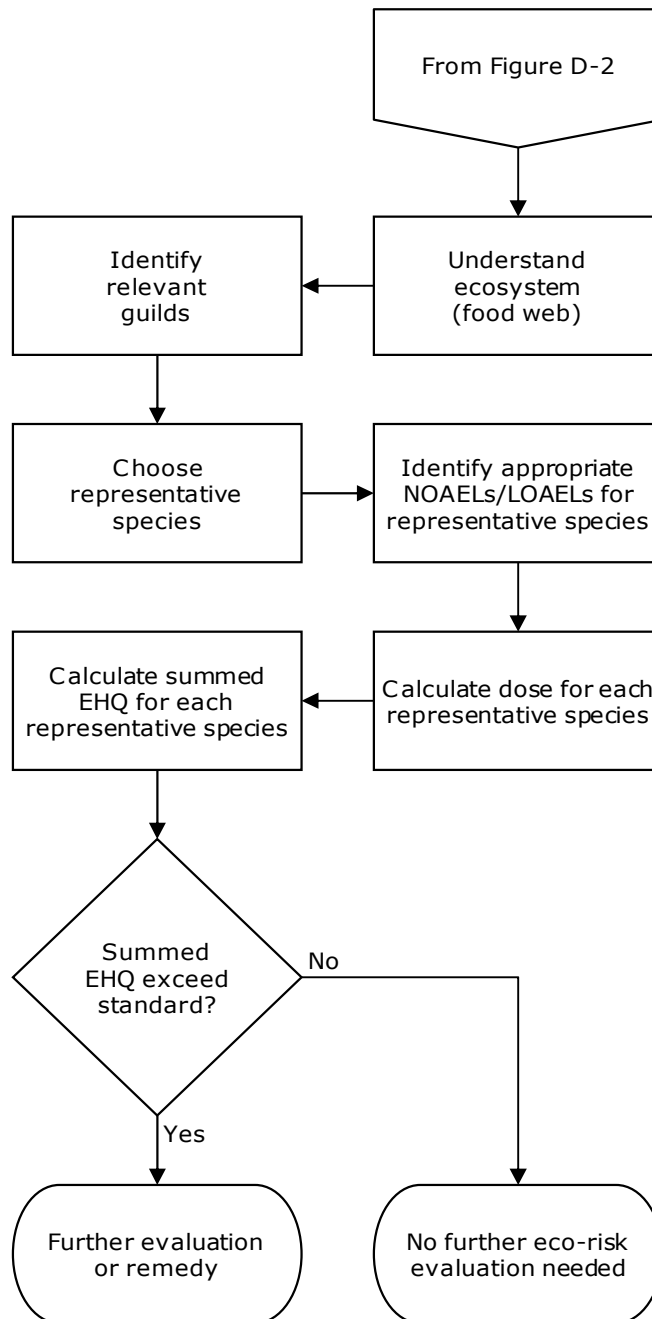 From Figure D-2
Understand
ecosystem
(food web)
Identify
relevant
guilds
Choose
representative
species
Identify appropriate
NOAELs/LOAELs for
representative species
Calculate dose for each
representative species
Calculate summed
EHQ for each
representative species
Summed
EHQ exceed
standard?
No
Yes
Further evaluation
or remedy
No further eco-risk
evaluation needed